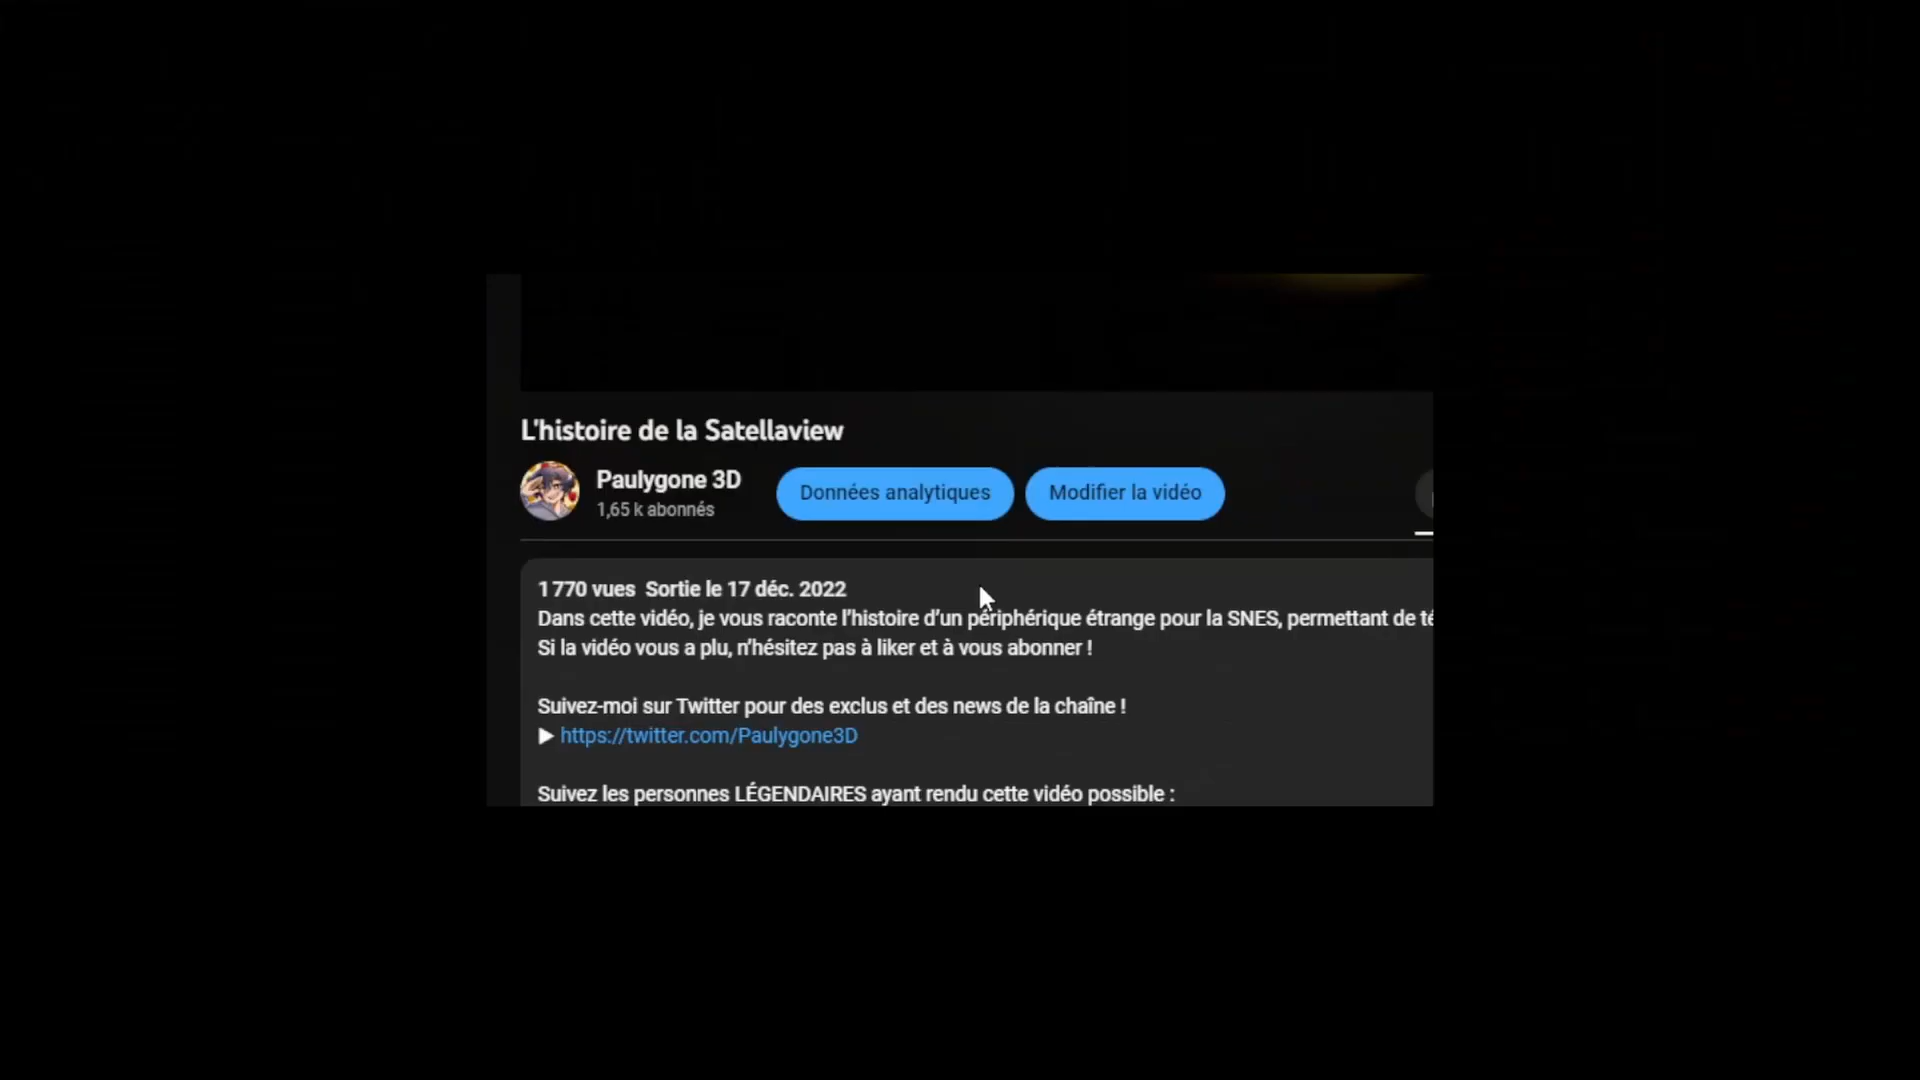 L'histoire de la Satellaview
Paulygone 3D
1,65 k abonnés
Données analytiques
Modifier la vidéo
1 770 vues Sortie le 17 déc. 2022
Dans cette vidéo, je vous raconte l'histoire d'un périphérique étrange pour la SNES, permettant de té
Si la vidéo vous a plu, n'hésitez pas à liker et à vous abonner !
Suivez-moi sur Twitter pour des exclus et des news de la chaîne !
▶ https://twitter.com/Paulygone3D
Suivez les personnes LÉGENDAIRES ayant rendu cette vidéo possible :